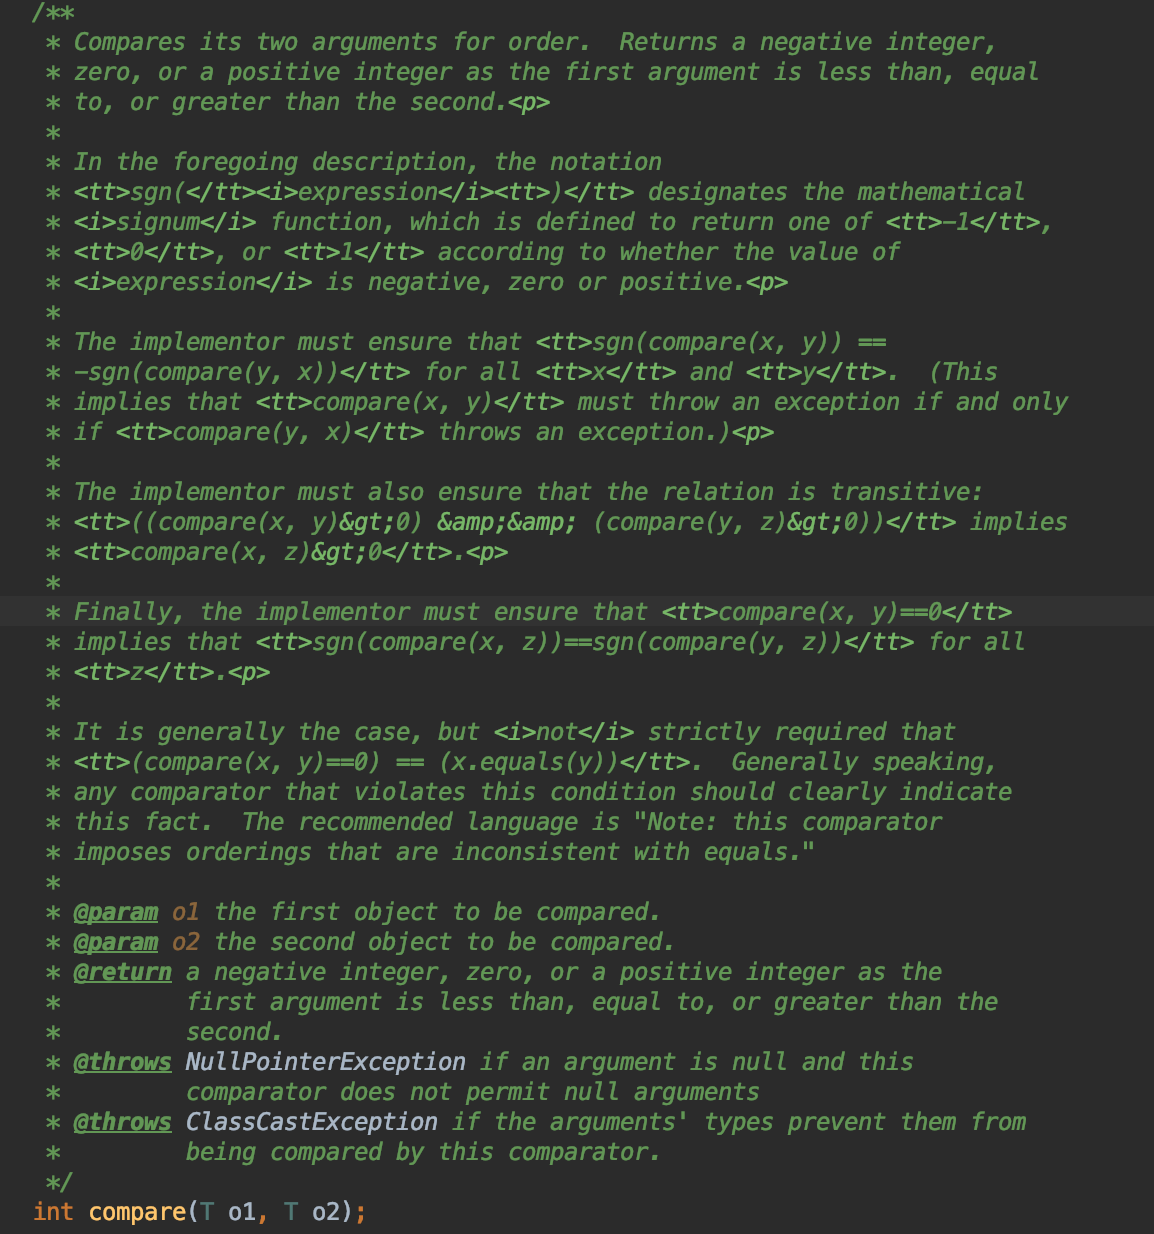 /**
 * Compares its two arguments for order.  Returns a negative integer,
 * zero, or a positive integer as the first argument is less than, equal
 * to, or greater than the second.<p>
 *
 * In the foregoing description, the notation
 * <tt>sgn(</tt><i>expression</i><tt>)</tt> designates the mathematical
 * <i>signum</i> function, which is defined to return one of <tt>-1</tt>,
 * <tt>0</tt>, or <tt>1</tt> according to whether the value of
 * <i>expression</i> is negative, zero or positive.<p>
 *
 * The implementor must ensure that <tt>sgn(compare(x, y)) ==
 * -sgn(compare(y, x))</tt> for all <tt>x</tt> and <tt>y</tt>.  (This
 * implies that <tt>compare(x, y)</tt> must throw an exception if and only
 * if <tt>compare(y, x)</tt> throws an exception.)<p>
 *
 * The implementor must also ensure that the relation is transitive:
 * <tt>((compare(x, y)&gt;0) &amp;&amp; (compare(y, z)&gt;0))</tt> implies
 * <tt>compare(x, z)&gt;0</tt>.<p>
 *
 * Finally, the implementor must ensure that <tt>compare(x, y)==0</tt>
 * implies that <tt>sgn(compare(x, z))==sgn(compare(y, z))</tt> for all
 * <tt>z</tt>.<p>
 *
 * It is generally the case, but <i>not</i> strictly required that
 * <tt>(compare(x, y)==0) == (x.equals(y))</tt>.  Generally speaking,
 * any comparator that violates this condition should clearly indicate
 * this fact.  The recommended language is "Note: this comparator
 * imposes orderings that are inconsistent with equals."
 *
 * @param o1 the first object to be compared.
 * @param o2 the second object to be compared.
 * @return a negative integer, zero, or a positive integer as the
 *         first argument is less than, equal to, or greater than the
 *         second.
 * @throws NullPointerException if an argument is null and this
 *         comparator does not permit null arguments
 * @throws ClassCastException if the arguments' types prevent them from
 *         being compared by this comparator.
 */
int compare(T o1, T o2);